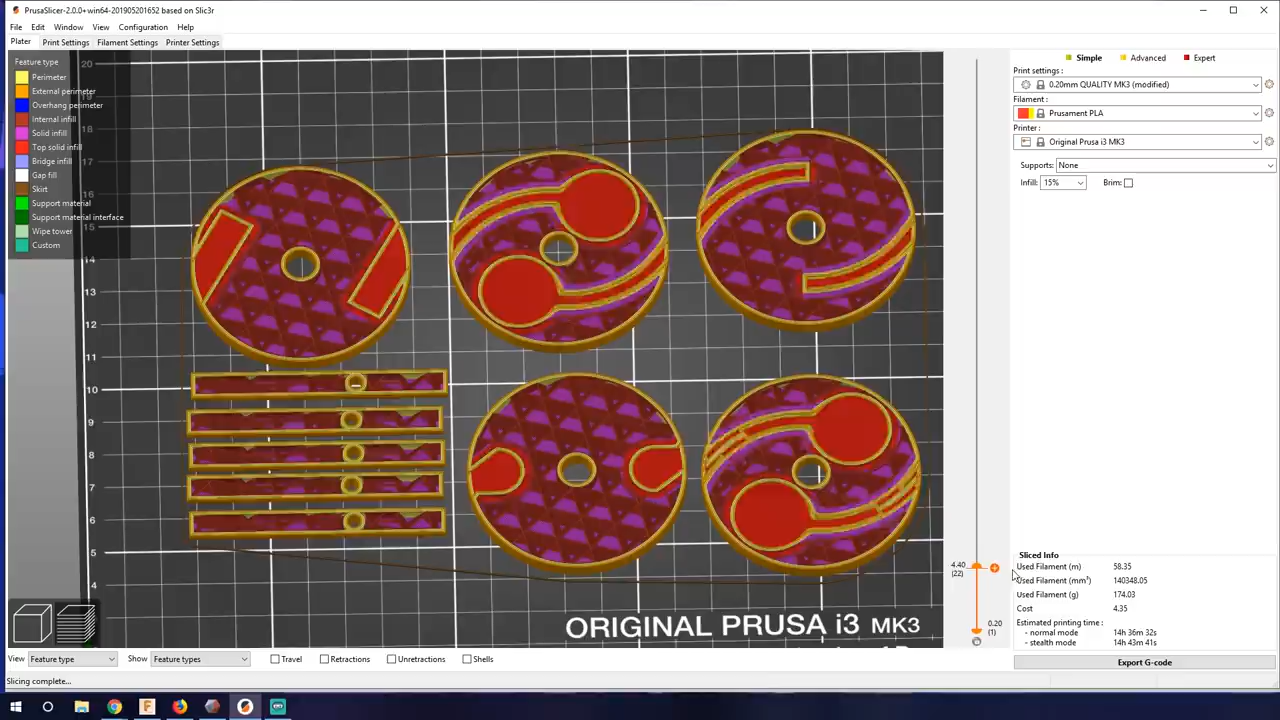 PrusaSlicer-2.0.0+win64-201905201652 based on Slic3r
File Edit Window View Configuration Help
Plater Print Settings Filament Settings Printer Settings
Feature type
Perimeter
External perimeter
Overhang perimeter
Internal infill
Solid infill
Top solid infill
Bridge infill
Gap fill
Skirt
Support material
Support material interface
Wipe tower
Custom
20
18
17
16
15
14
13
12
11
10
9
8
7
6
5
4
ORIGINAL PRUSA i3 MK3
4.40
(22)
0.20
(1)
Simple Advanced Expert
Print settings :
0.20mm QUALITY MK3 (modified)
Filament :
Prusament PLA
Printer :
Original Prusa i3 MK3
Supports: None
Infill: 15% Brim:
Sliced Info
Used Filament (m) 58.35
Used Filament (mm³) 140348.05
Used Filament (g) 174.03
Cost 4.35
Estimated printing time :
- normal mode 14h 36m 32s
- stealth mode 14h 43m 41s
Export G-code
View Feature type Show Feature types Travel Retractions Unretractions Shells
Slicing complete...